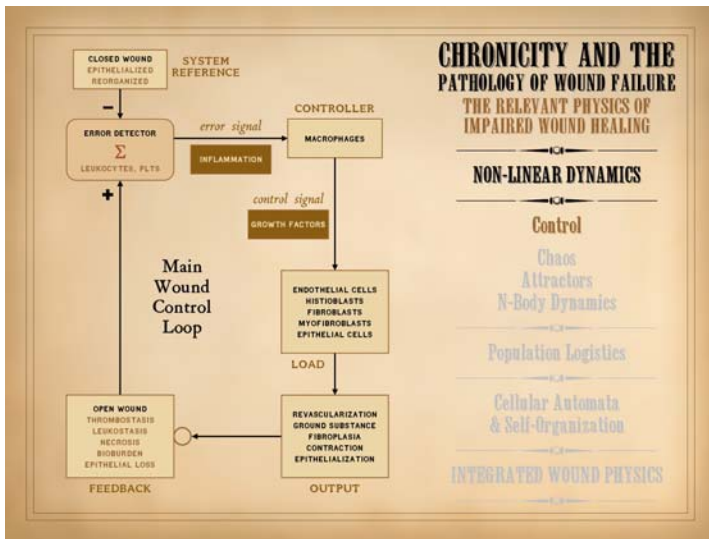 CLOSED WOUND
EPITHELIALIZED
REORGANIZED
SYSTEM
REFERENCE
−
ERROR DETECTOR
Σ
LEUKOCYTES, PLTS
+
error signal
INFLAMMATION
CONTROLLER
MACROPHAGES
control signal
GROWTH FACTORS
Main
Wound
Control
Loop
ENDOTHELIAL CELLS
HISTIOBLASTS
FIBROBLASTS
MYOFIBROBLASTS
EPITHELIAL CELLS
LOAD
REVASCULARIZATION
GROUND SUBSTANCE
FIBROPLASIA
CONTRACTION
EPITHELIALIZATION
OUTPUT
OPEN WOUND
THROMBOSTASIS
LEUKOSTASIS
NECROSIS
BIOBURDEN
EPITHELIAL LOSS
FEEDBACK
CHRONICITY AND THE
PATHOLOGY OF WOUND FAILURE
THE RELEVANT PHYSICS OF
IMPAIRED WOUND HEALING
NON-LINEAR DYNAMICS
Control
Chaos
Attractors
N-Body Dynamics
Population Logistics
Cellular Automata
& Self-Organization
INTEGRATED WOUND PHYSICS